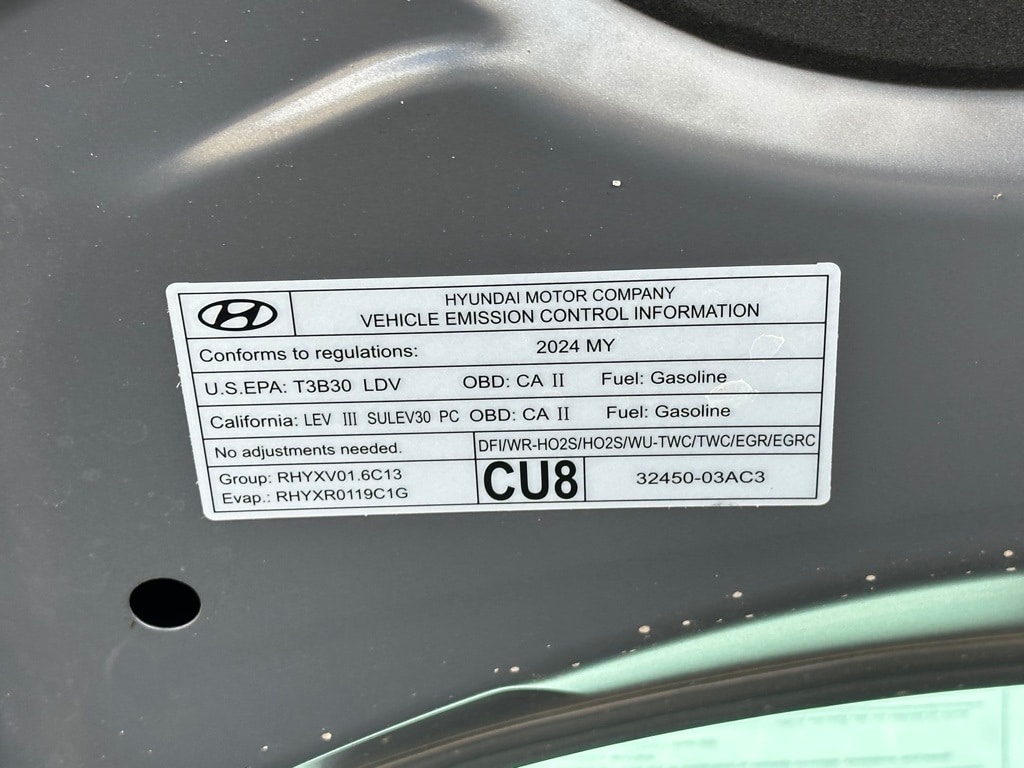 HYUNDAI MOTOR COMPANY
VEHICLE EMISSION CONTROL INFORMATION
Conforms to regulations: 2024 MY
U.S.EPA: T3B30 LDV OBD: CA II Fuel: Gasoline
California: LEV III SULEV30 PC OBD: CA II Fuel: Gasoline
No adjustments needed. DFI/WR-HO2S/HO2S/WU-TWC/TWC/EGR/EGRC
Group: RHYXV01.6C13
Evap.: RHYXR0119C1G
CU8 32450-03AC3